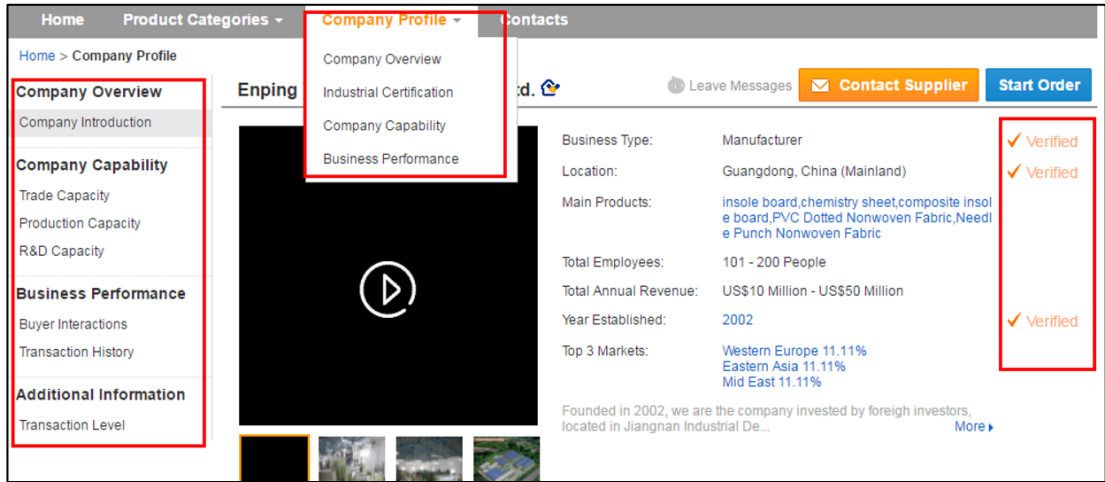 Home Product Categories Company Profile Contacts
Home > Company Profile
Company Overview
Industrial Certification
Company Capability
Business Performance
Company Overview
Company Introduction
Company Capability
Trade Capacity
Production Capacity
R&D Capacity
Business Performance
Buyer Interactions
Transaction History
Additional Information
Transaction Level
Enping td.
Leave Messages Contact Supplier Start Order
Business Type: Manufacturer Verified
Location: Guangdong, China (Mainland) Verified
Main Products: insole board,chemistry sheet,composite insol
e board,PVC Dotted Nonwoven Fabric,Needl
e Punch Nonwoven Fabric
Total Employees: 101 - 200 People
Total Annual Revenue: US$10 Million - US$50 Million
Year Established: 2002 Verified
Top 3 Markets: Western Europe 11.11%
Eastern Asia 11.11%
Mid East 11.11%
Founded in 2002, we are the company invested by foreigh investors,
located in Jiangnan Industrial De... More